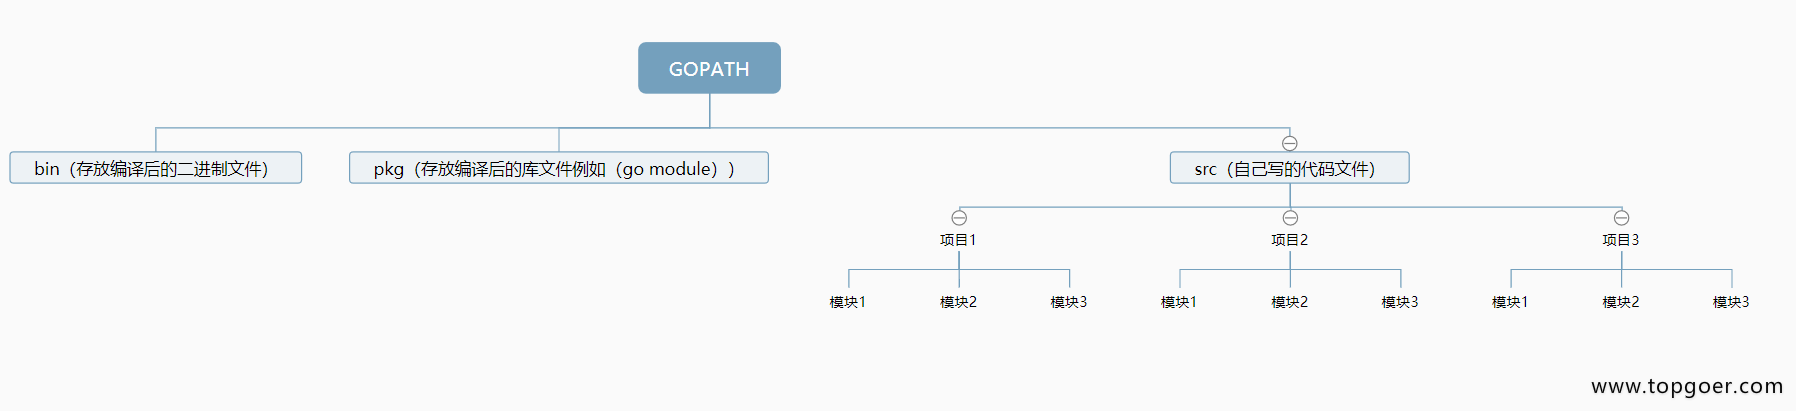 GOPATH
bin（存放编译后的二进制文件）
pkg（存放编译后的库文件例如（go module））
src（自己写的代码文件）
项目1
项目2
项目3
模块1
模块2
模块3
模块1
模块2
模块3
模块1
模块2
模块3
www.topgoer.com